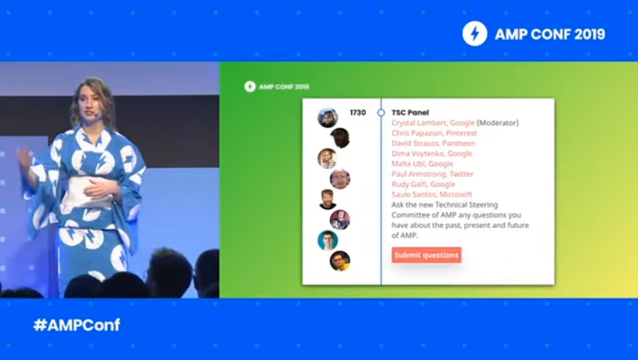 AMP CONF 2019
AMP CONF 2019
1730
TSC Panel
Crystal Lambert, Google (Moderator)
Chris Papazian, Pinterest
David Strauss, Pantheon
Dima Voytenko, Google
Malte Ubl, Google
Paul Armstrong, Twitter
Rudy Galfi, Google
Saulo Santos, Microsoft
Ask the new Technical Steering
Committee of AMP any questions you
have about the past, present and future
of AMP.
Submit questions
#AMPConf